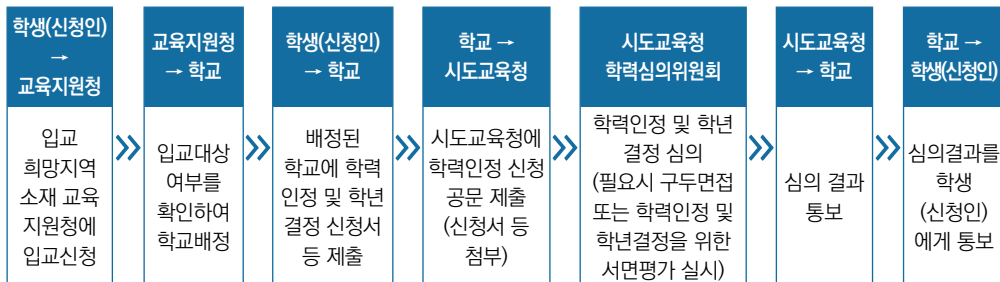 학생(신청인)
→
교육지원청
입교
희망지역
소재 교육
지원청에
입교신청
교육지원청
→ 학교
입교대상
여부를
확인하여
학교배정
학생(신청인)
→ 학교
배정된
학교에 학력
인정 및 학년
결정 신청서
등 제출
학교 →
시도교육청
시도교육청에
학력인정 신청
공문 제출
(신청서 등
첨부)
시도교육청
학력심의위원회
학력인정 및 학년
결정 심의
(필요시 구두면접
또는 학력인정 및
학년결정을 위한
서면평가 실시)
시도교육청
→ 학교
심의 결과
통보
학교 →
학생(신청인)
심의결과를
학생
(신청인)
에게 통보